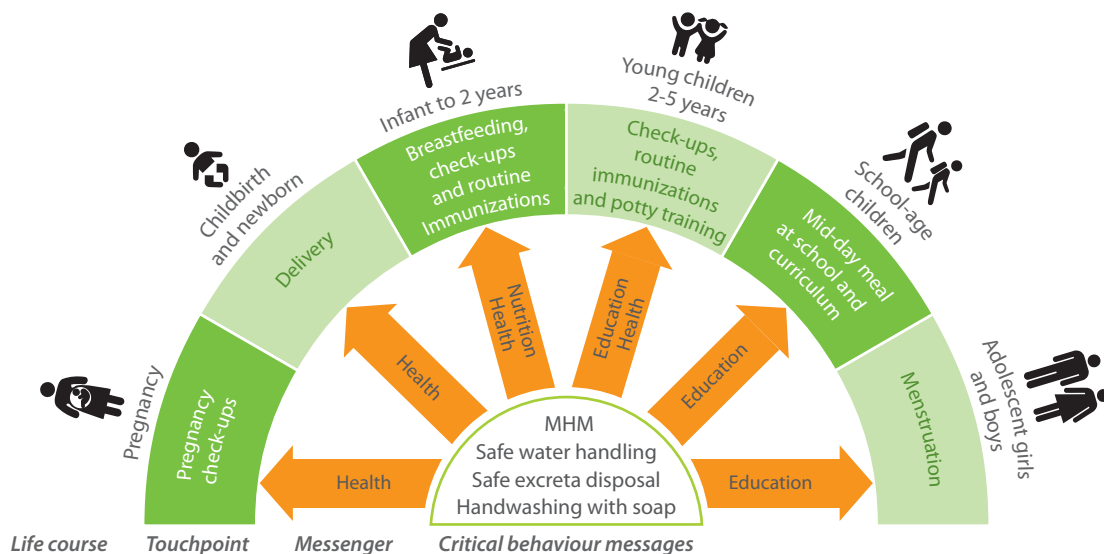 Pregnancy
Childbirth
and newborn
Infant to 2 years
Young children
2-5 years
School-age
children
Adolescent girls
and boys
Pregnancy
check-ups
Delivery
Breastfeeding,
check-ups
and routine
Immunizations
Check-ups,
routine
immunizations
and potty training
Mid-day meal
at school and
curriculum
Menstruation
Health
Health
Nutrition
Health
Education
Health
Education
Education
MHM
Safe water handling
Safe excreta disposal
Handwashing with soap
Life course
Touchpoint
Messenger
Critical behaviour messages